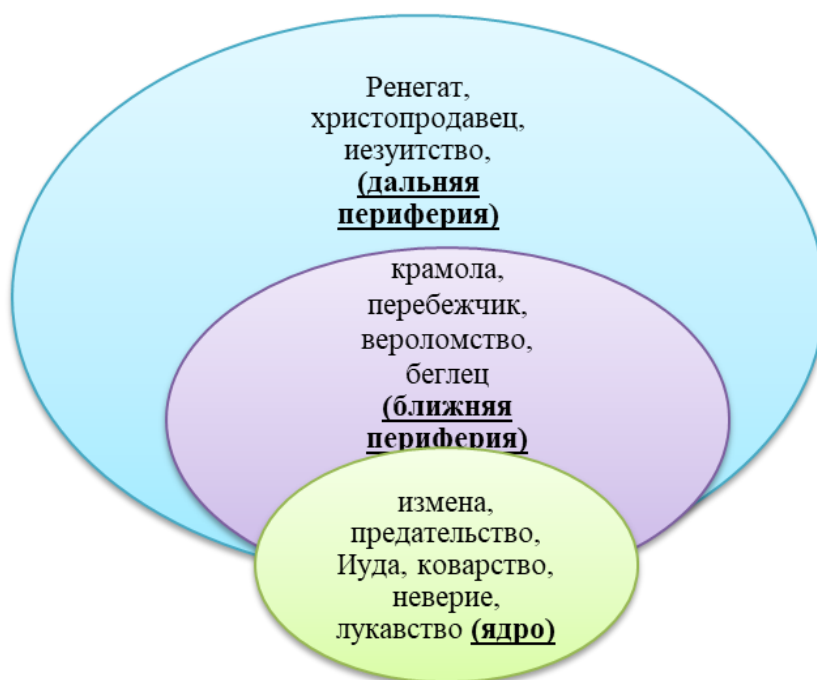 Ренегат,
христопродавец,
иезуитство,
(дальняя
периферия)
крамола,
перебежчик,
вероломство,
беглец
(ближняя
периферия)
измена,
предательство,
Иуда, коварство,
неверие,
лукавство (ядро)